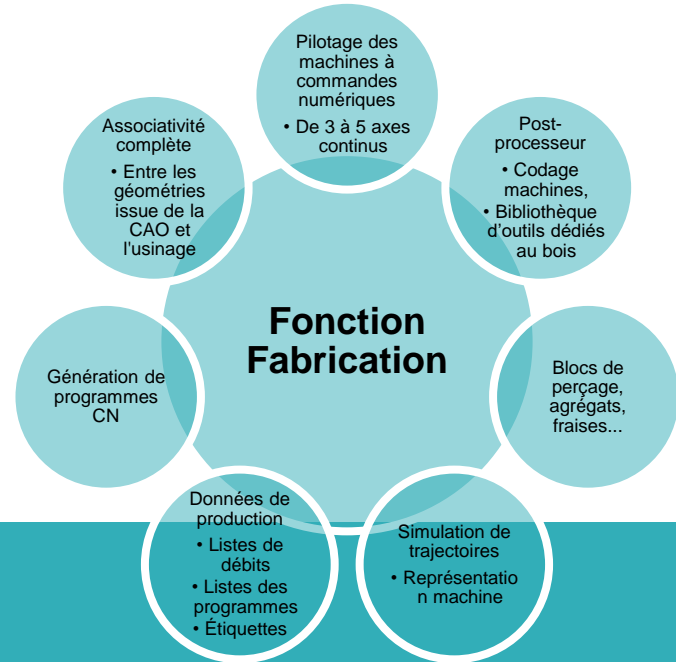 Pilotage des
machines à
commandes
numériques
• De 3 à 5 axes
continus
Post-
processeur
• Codage
machines,
• Bibliothèque
d'outils dédiés
au bois
Blocs de
perçage,
agrégats,
fraises...
Simulation de
trajectoires
• Représentatio
n machine
Données de
production
• Listes de
débits
• Listes des
programmes
• Étiquettes
Génération de
programmes
CN
Associativité
complète
• Entre les
géométries
issue de la
CAO et
l'usinage
Fonction
Fabrication